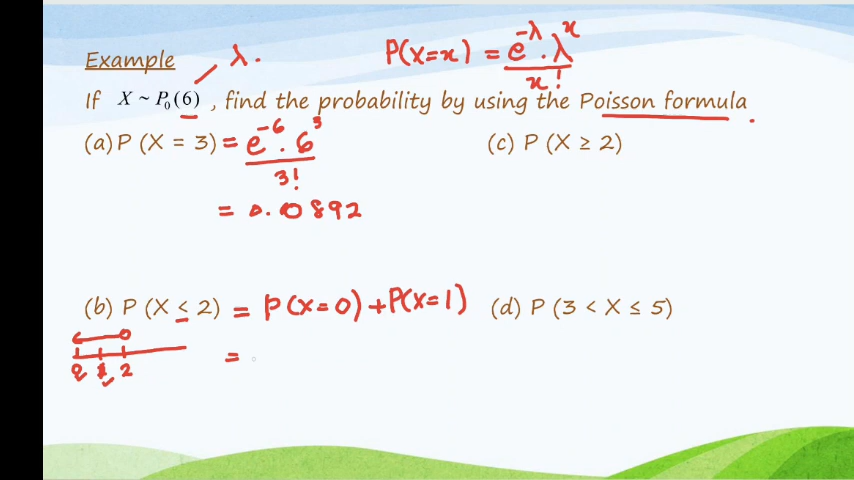 Example
λ.
P(X=x) = e^-λ . λ^x / x!
If X ~ P₀(6) , find the probability by using the Poisson formula.
(a) P (X = 3) = e^-6 . 6^3 / 3!
= 0.0892
(c) P (X ≥ 2)
(b) P (X < 2) = P(X=0) + P(X=1)
(d) P (3 < X ≤ 5)
0 1 2
=